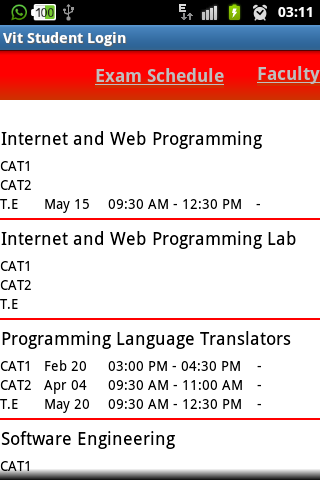 100
E
03:11
Vit Student Login
Exam Schedule
Faculty
Internet and Web Programming
CAT1
CAT2
T.E May 15 09:30 AM - 12:30 PM -
Internet and Web Programming Lab
CAT1
CAT2
T.E
Programming Language Translators
CAT1 Feb 20 03:00 PM - 04:30 PM -
CAT2 Apr 04 09:30 AM - 11:00 AM -
T.E May 20 09:30 AM - 12:30 PM -
Software Engineering
CAT1